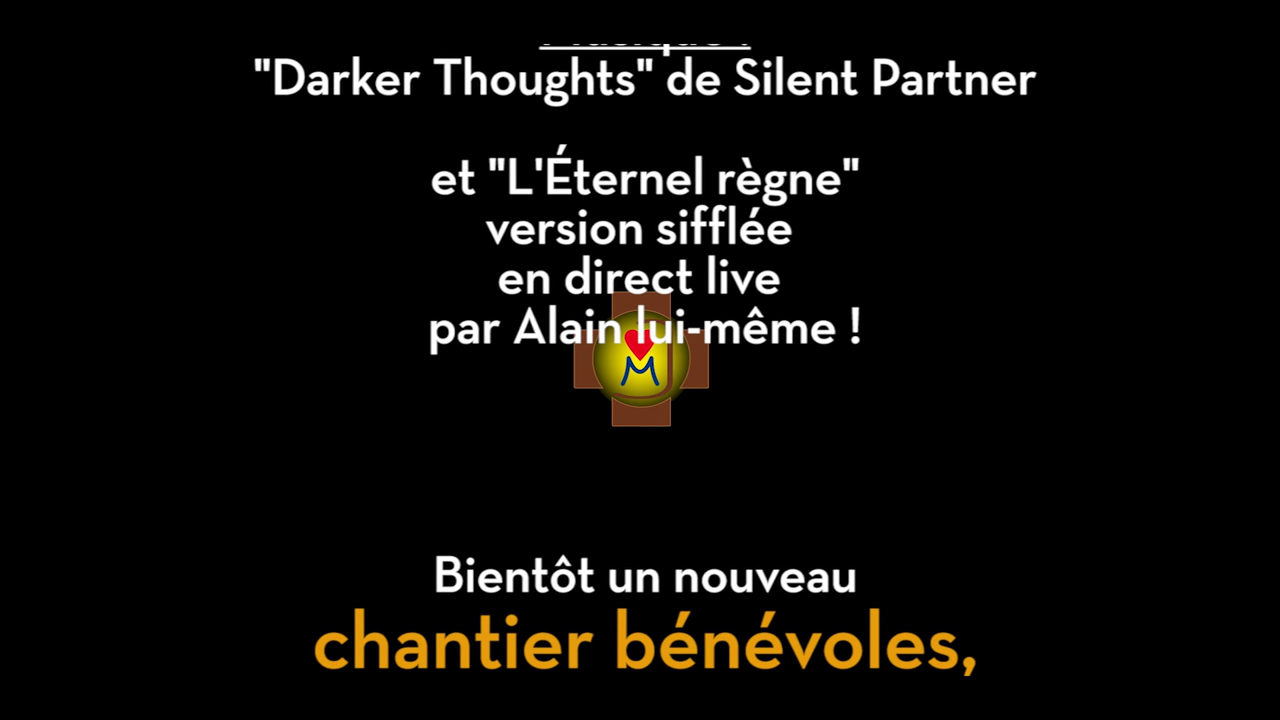 "Darker Thoughts" de Silent Partner
et "L'Éternel règne"
version sifflée
en direct live
par Alain lui-même !
M
Bientôt un nouveau
chantier bénévoles,